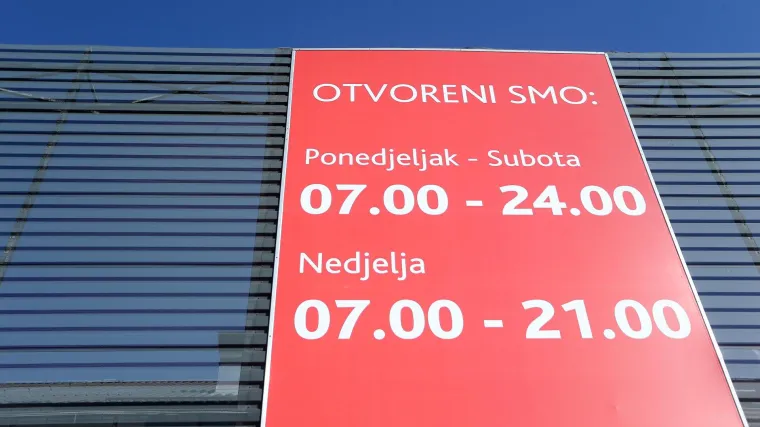 OTVORENI SMO:
Ponedjeljak - Subota
07.00 - 24.00
Nedjelja
07.00 - 21.00